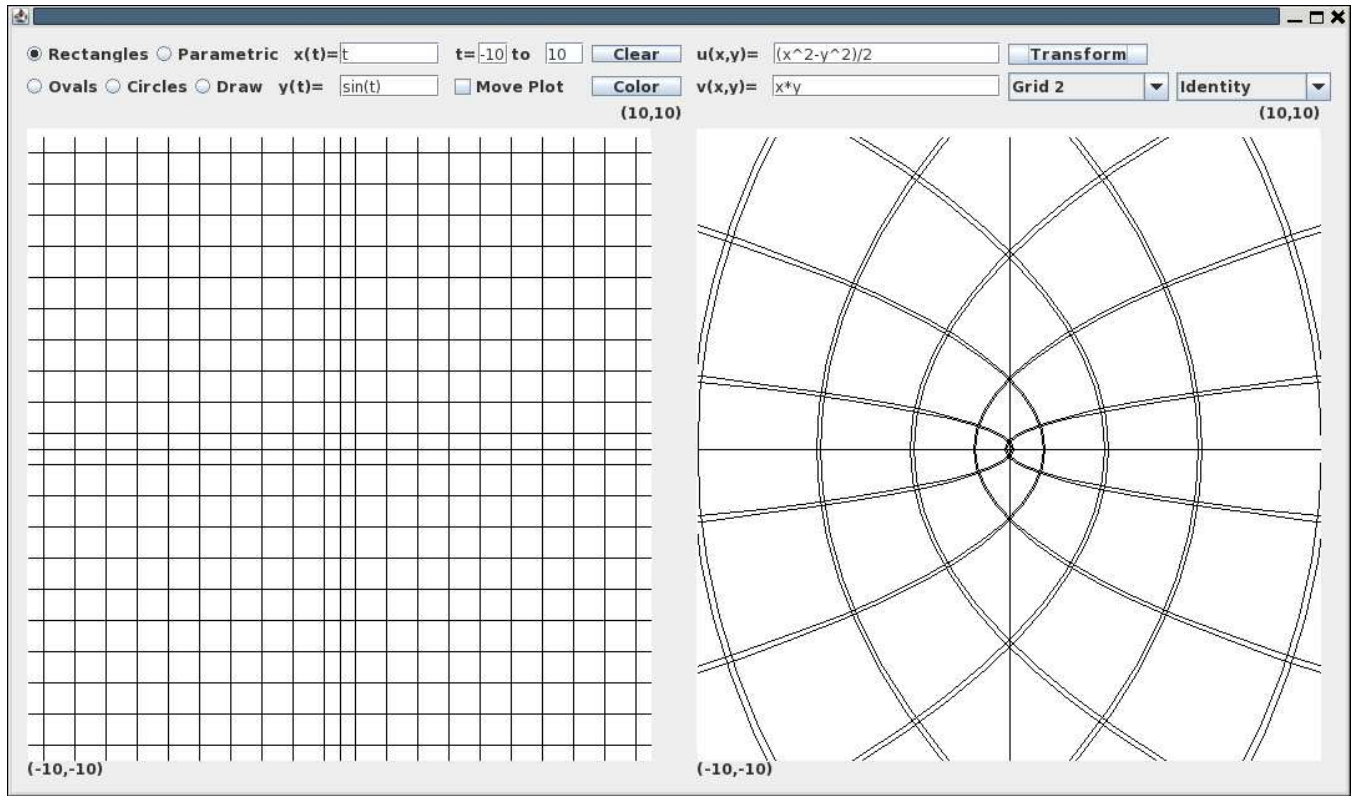 Rectangles Parametric x(t)= t t= -10 to 10 Clear u(x,y)= (x^2-y^2)/2 Transform
Ovals Circles Draw y(t)= sin(t) Move Plot Color v(x,y)= x*y Grid 2 Identity
(10,10) (10,10)
(-10,-10) (-10,-10)